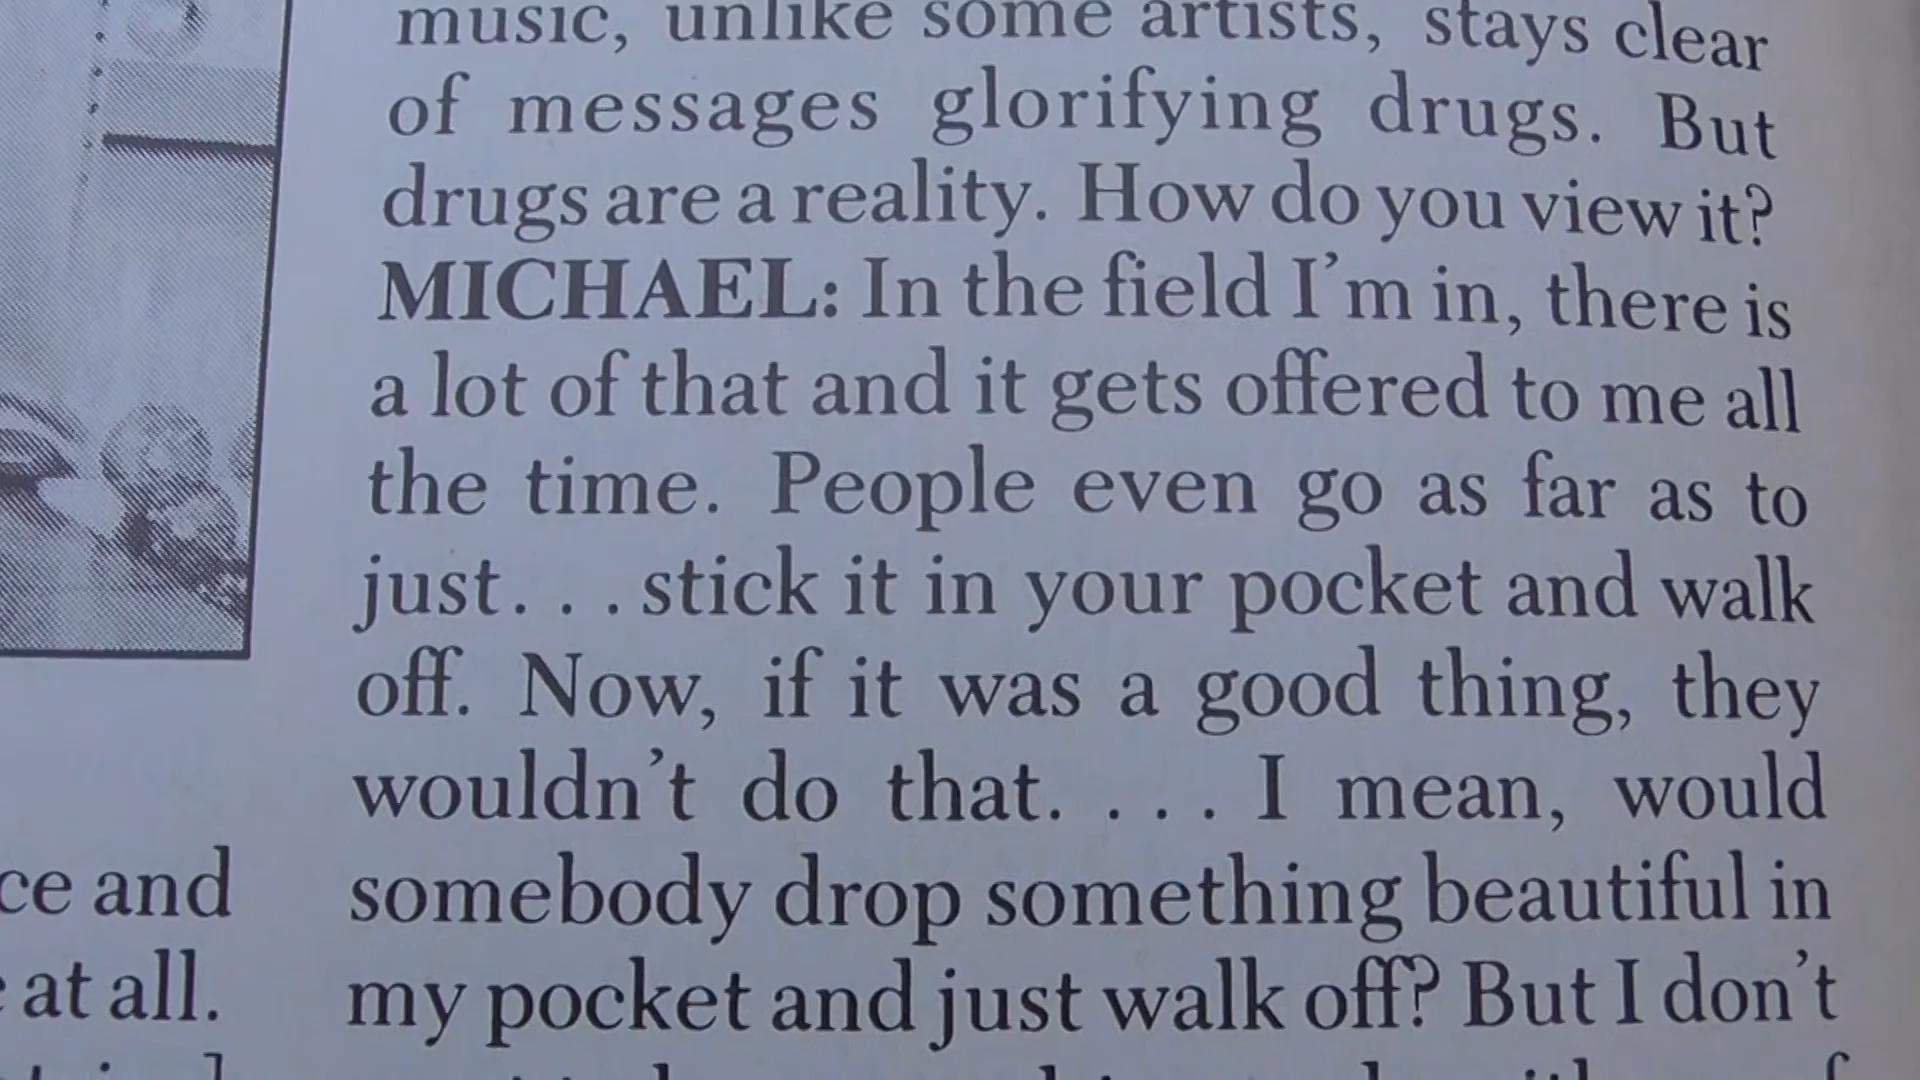 music, unlike some artists, stays clear
of messages glorifying drugs. But
drugs are a reality. How do you view it?
MICHAEL: In the field I'm in, there is
a lot of that and it gets offered to me all
the time. People even go as far as to
just. . . stick it in your pocket and walk
off. Now, if it was a good thing, they
wouldn't do that. . . . I mean, would
somebody drop something beautiful in
my pocket and just walk off? But I don't
ce and
at all.